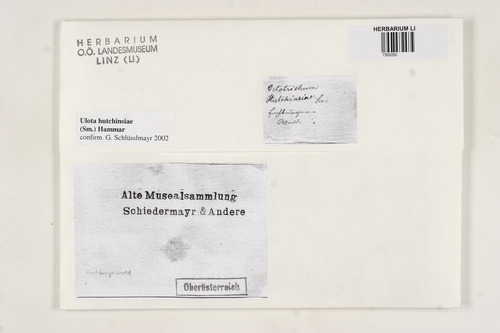 HERBARIUM
O.Ö. LANDESMUSEUM
LINZ (LI)
HERBARIUM LI
Ulota hutchinsiae
(Sm.) Hammar
confirm. G. Schlüsslmayr 2002
Hutchinsiae Sm.
Alte Musealsammlung
Schiedermayr & Andere
Oberösterreich